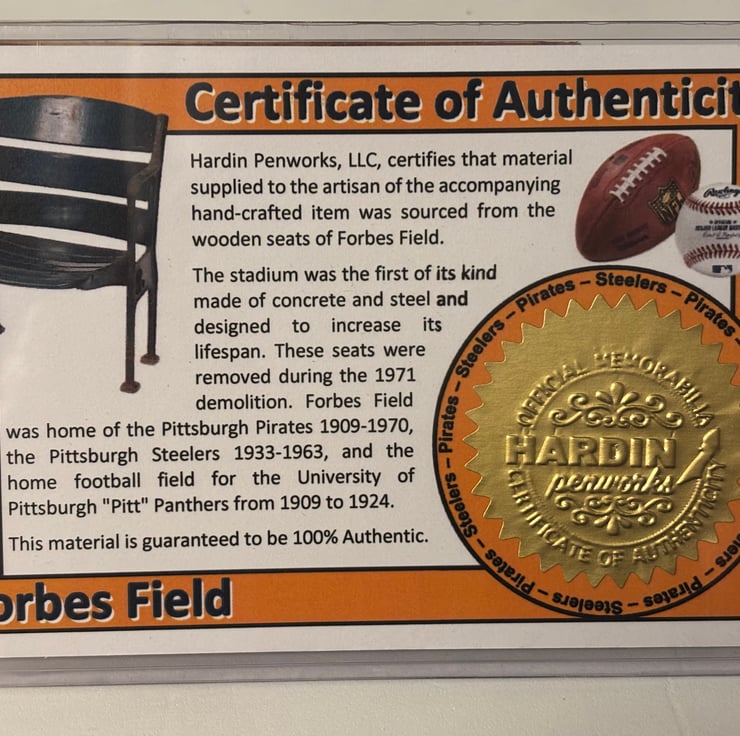 Certificate of Authenticit
Hardin Penworks, LLC, certifies that material
supplied to the artisan of the accompanying
hand-crafted item was sourced from the
wooden seats of Forbes Field.
The stadium was the first of its kind
made of concrete and steel and
designed to increase its
lifespan. These seats were
removed during the 1971
demolition. Forbes Field
was home of the Pittsburgh Pirates 1909-1970,
the Pittsburgh Steelers 1933-1963, and the
home football field for the University of
Pittsburgh "Pitt" Panthers from 1909 to 1924.
This material is guaranteed to be 100% Authentic.
orbes Field
NFL
Rawlings
Pirates – Steelers – Pirates – Steelers – Pirates – Steelers – Pirates –
Steelers – Pirates –
OFFICIAL MEMORABILIA
HARDIN
penworks
CERTIFICATE OF AUTHENTICITY